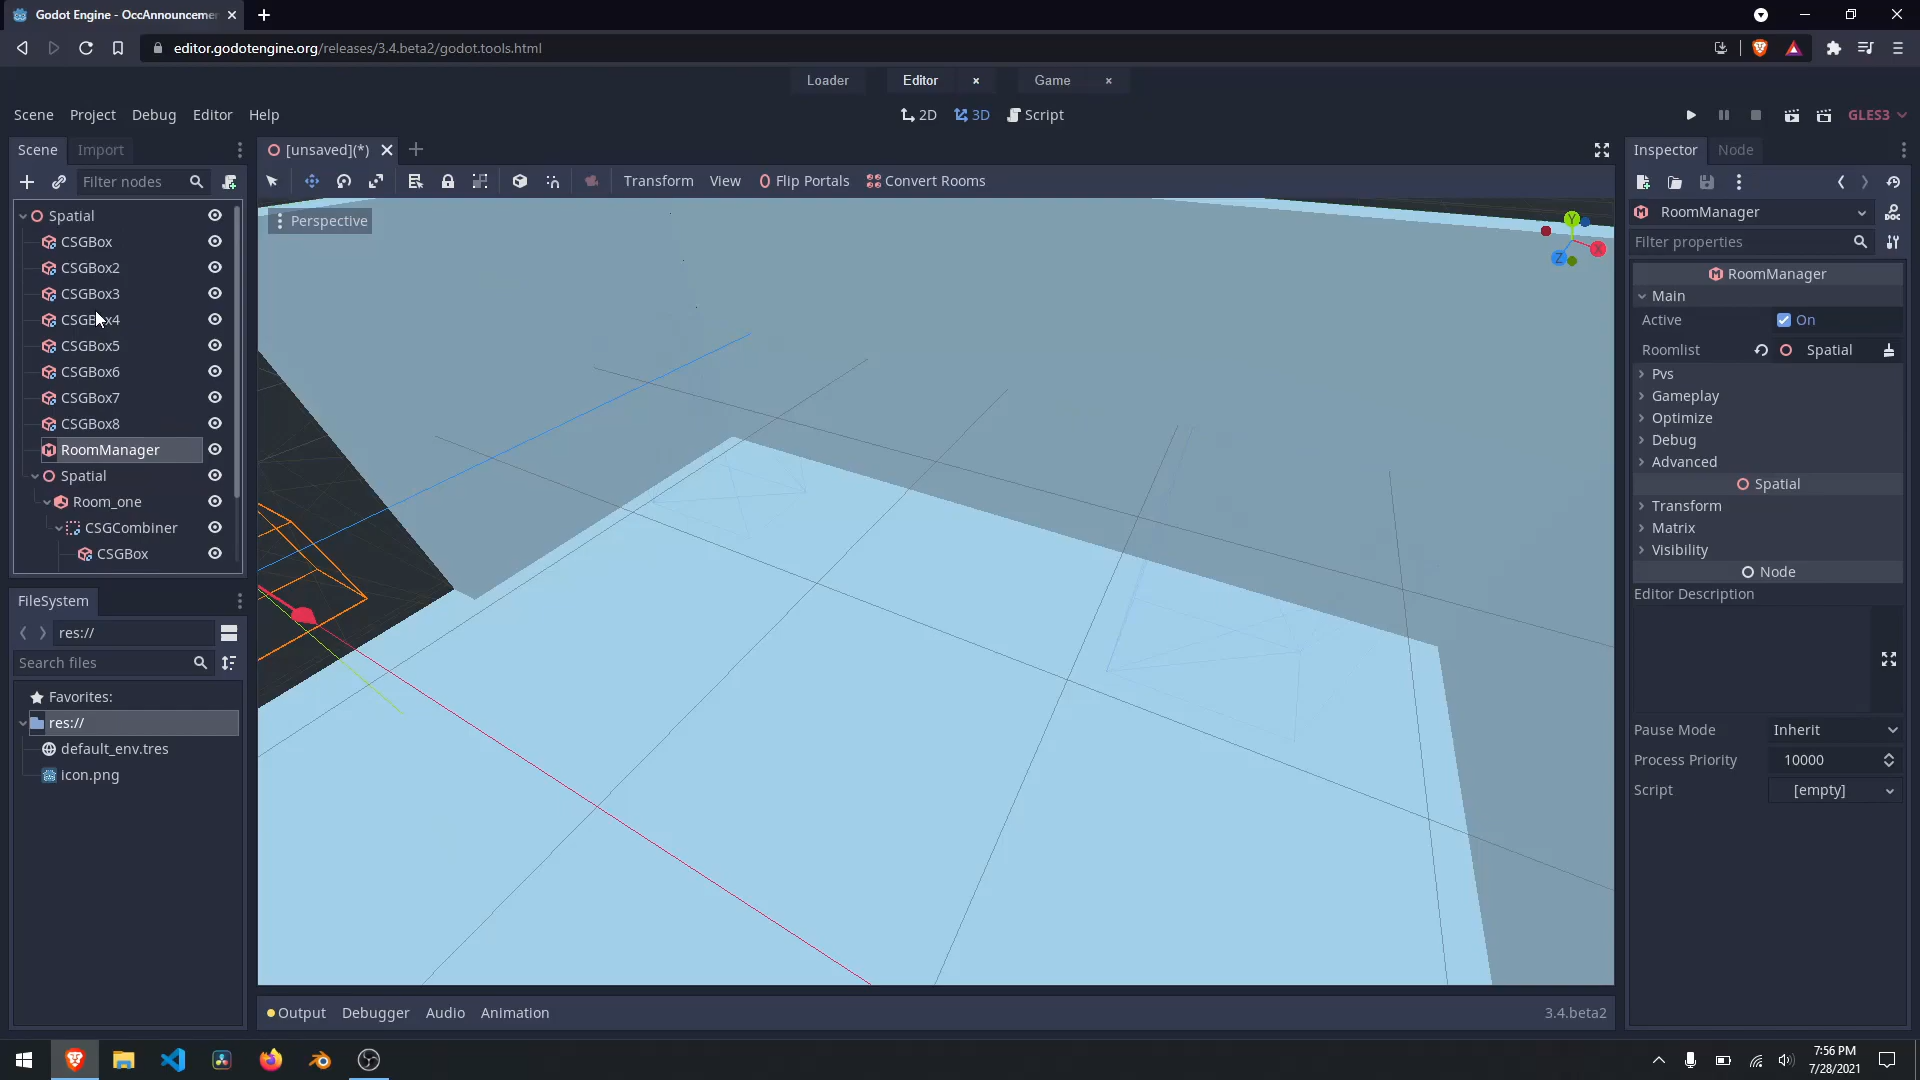 Godot Engine - OccAnnouncemen
editor.godotengine.org/releases/3.4.beta2/godot.tools.html
Loader
Editor
Game
Scene
Project
Debug
Editor
Help
2D
3D
Script
GLES3
Scene
Import
[unsaved](*)
Inspector
Node
Filter nodes
Transform
View
Flip Portals
Convert Rooms
Perspective
Y
X
Z
RoomManager
Filter properties
Spatial
CSGBox
CSGBox2
CSGBox3
CSGBox4
CSGBox5
CSGBox6
CSGBox7
CSGBox8
RoomManager
Spatial
Room_one
CSGCombiner
CSGBox
RoomManager
Main
Active
On
Roomlist
Spatial
Pvs
Gameplay
Optimize
Debug
Advanced
Spatial
Transform
Matrix
Visibility
Node
Editor Description
Pause Mode
Inherit
Process Priority
10000
Script
[empty]
FileSystem
res://
Search files
Favorites:
res://
default_env.tres
icon.png
Output
Debugger
Audio
Animation
3.4.beta2
7:56 PM
7/28/2021